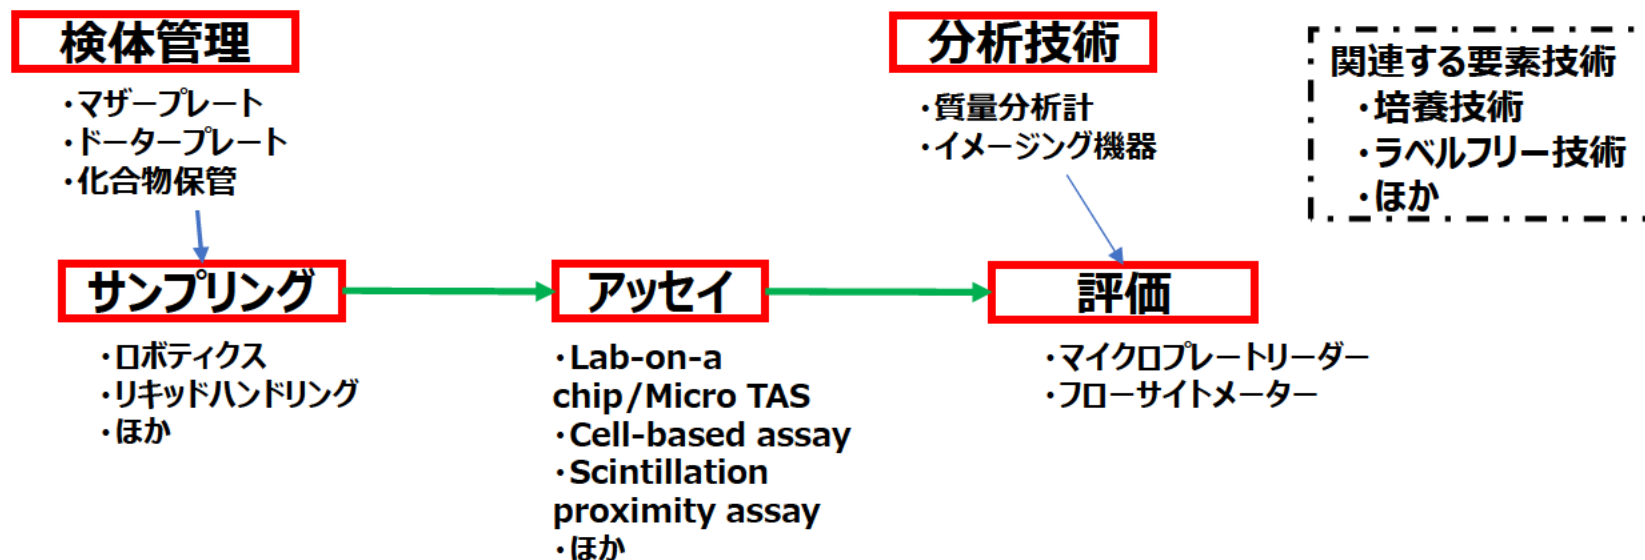 検体管理
・マザープレート
・ドータープレート
・化合物保管
分析技術
・質量分析計
・イメージング機器
関連する要素技術
・培養技術
・ラベルフリー技術
・ほか
サンプリング
・ロボティクス
・リキッドハンドリング
・ほか
アッセイ
・Lab-on-a
chip/Micro TAS
・Cell-based assay
・Scintillation
proximity assay
・ほか
評価
・マイクロプレートリーダー
・フローサイトメーター